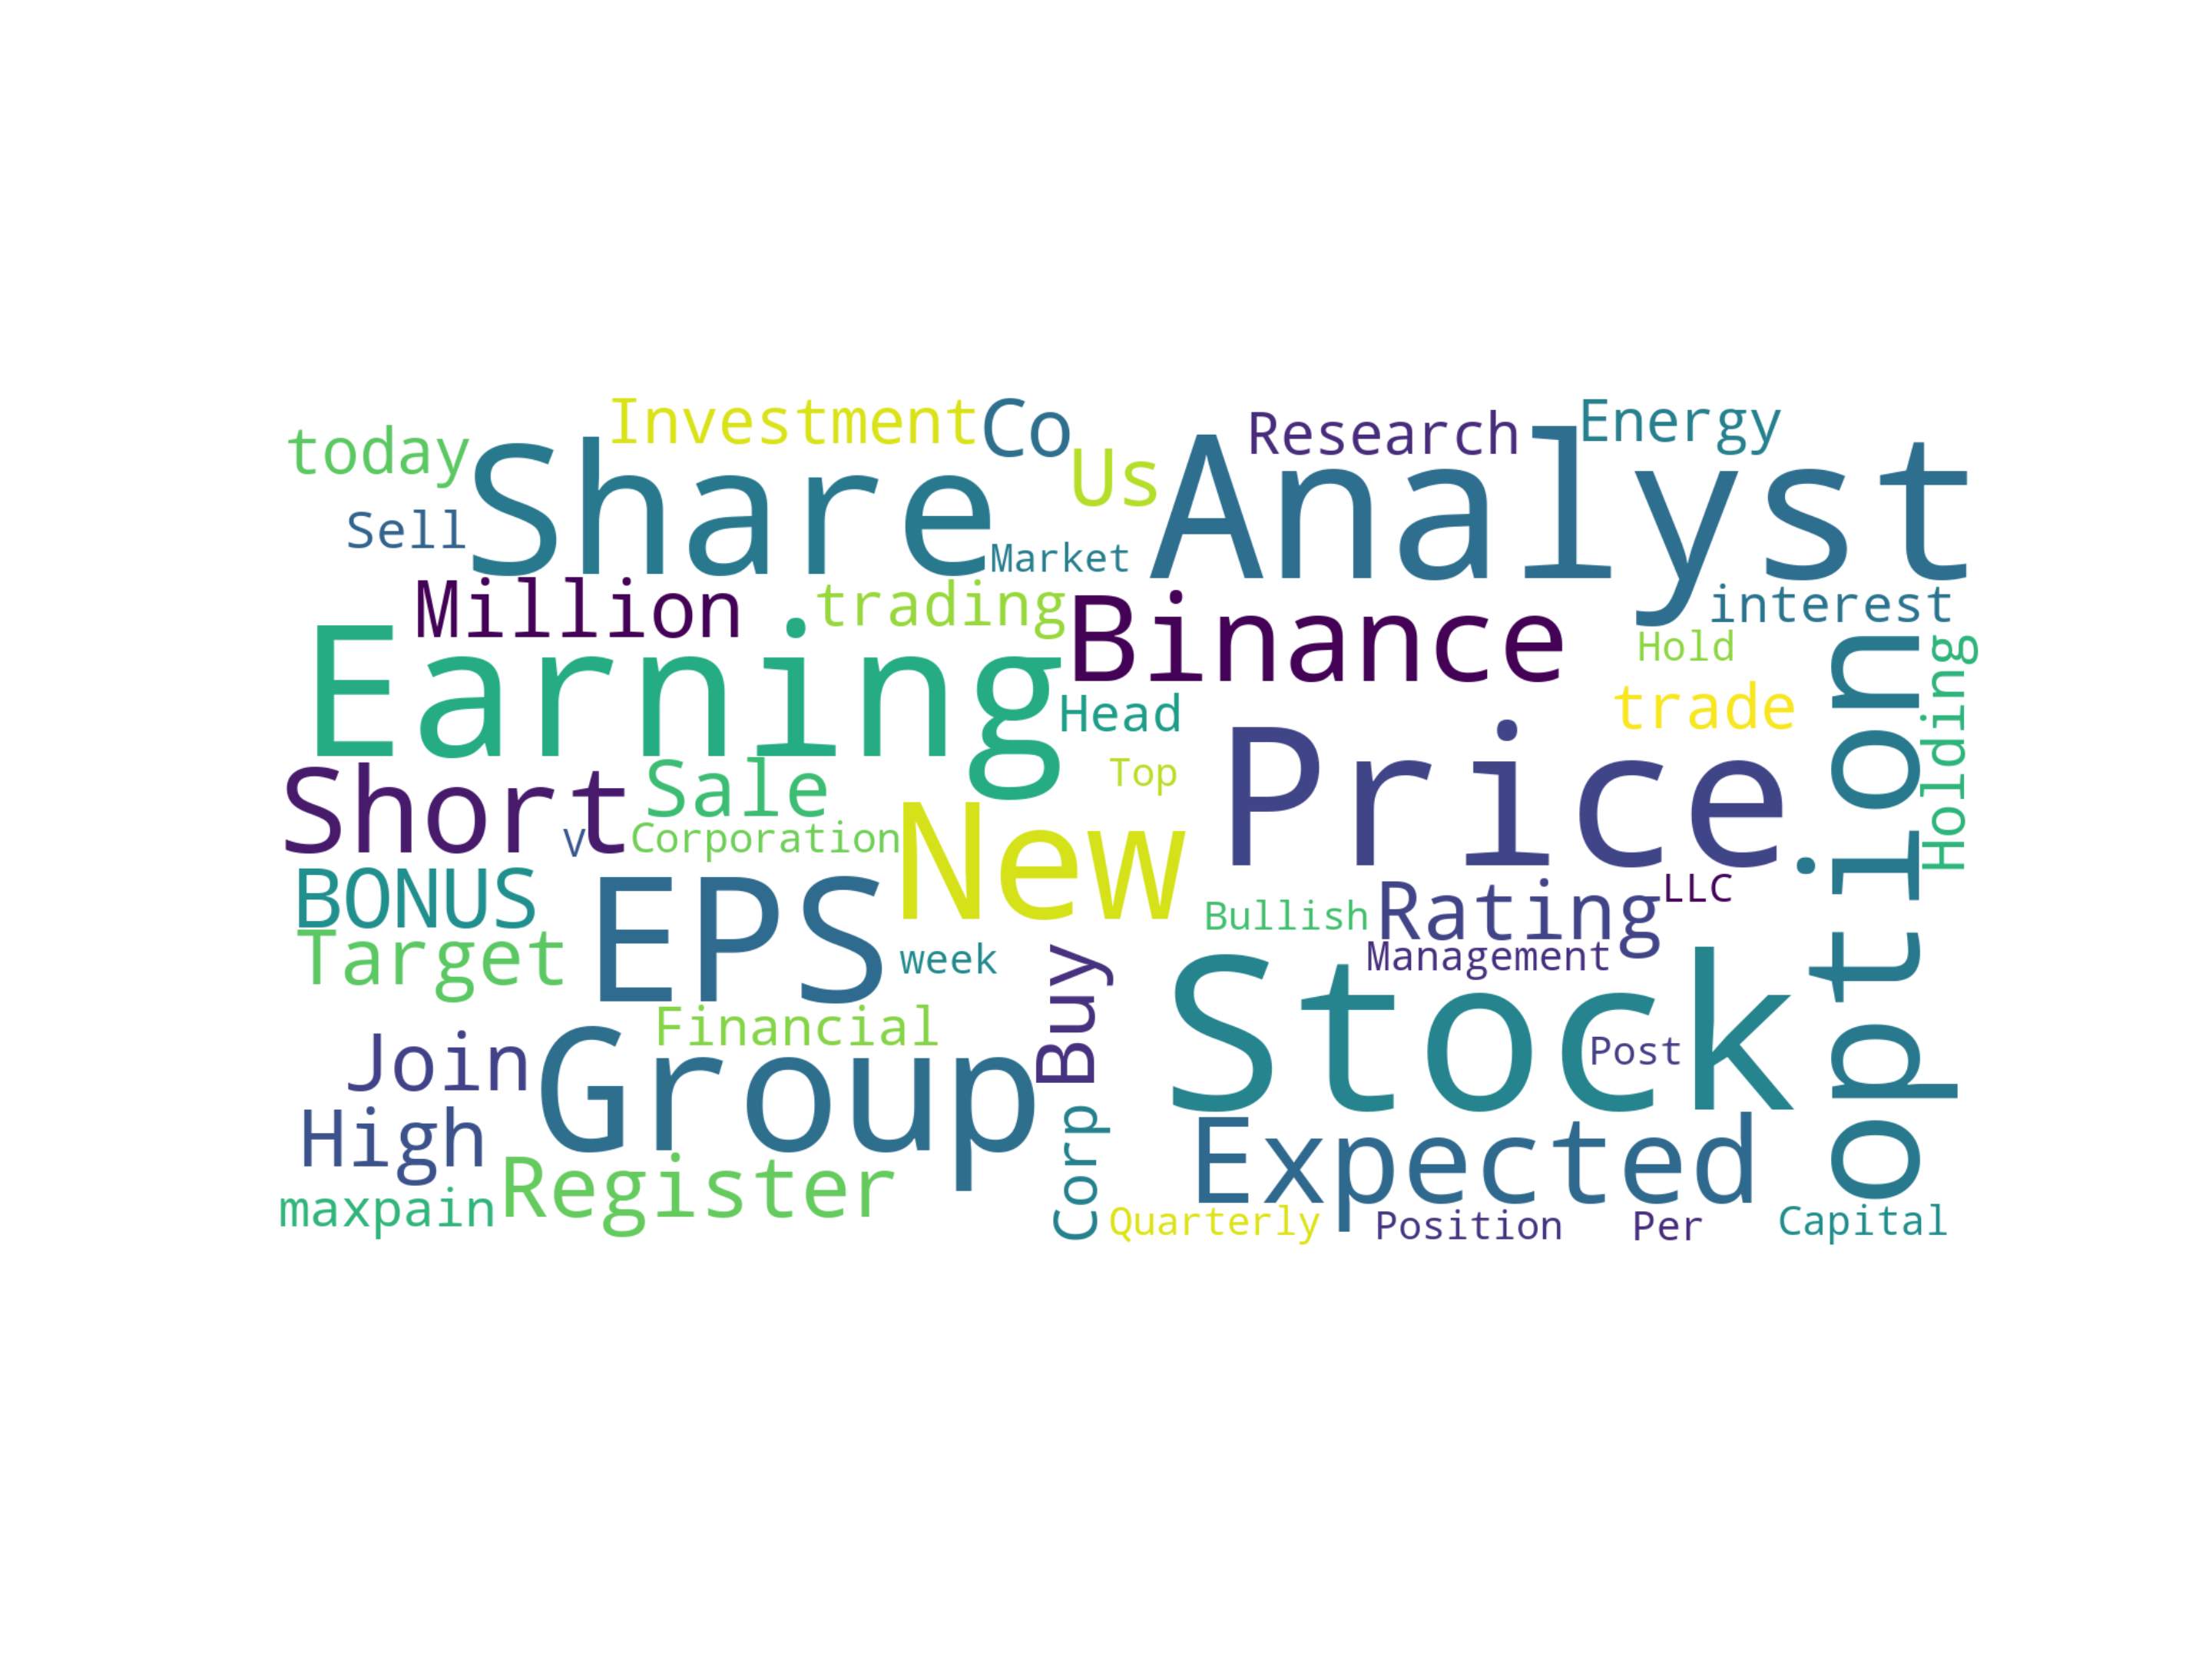 Investment
Co
Research
Energy
today
Share
Us
Analyst
Sell
Market
Million
trading
Binance
interest
Earning
Hold
Holding
Head
trade
option
Short
Sale
Top
Price
v
Corporation
New
BONUS
EPS
Bullish
Rating
LLC
Target
week
Buy
Management
Stock
Financial
Join
Group
Post
High
Corp
Expected
Register
maxpain
Quarterly
Position
Per
Capital